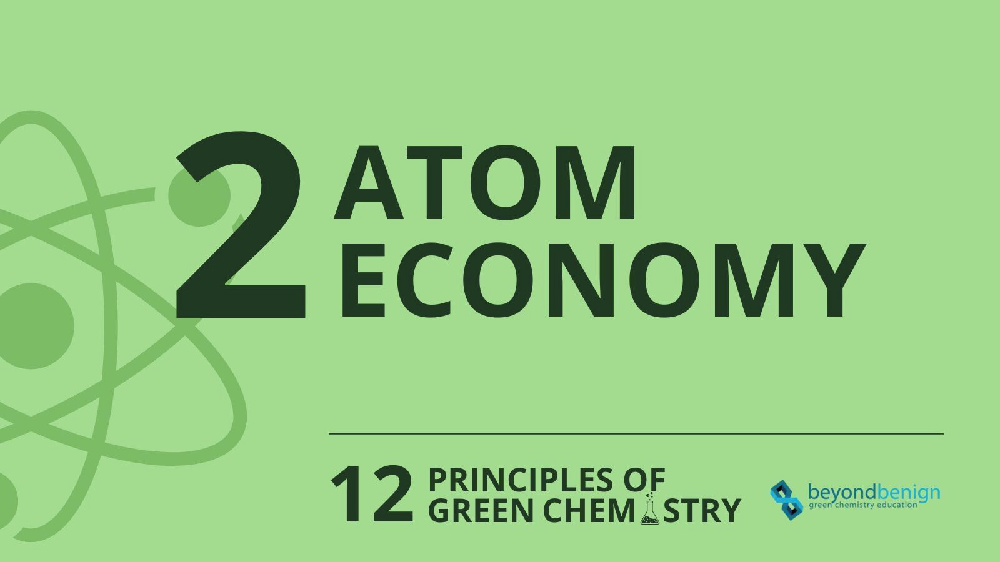 2 ATOM
ECONOMY
12 PRINCIPLES OF
GREEN CHEMISTRY
beyondbenign
green chemistry education